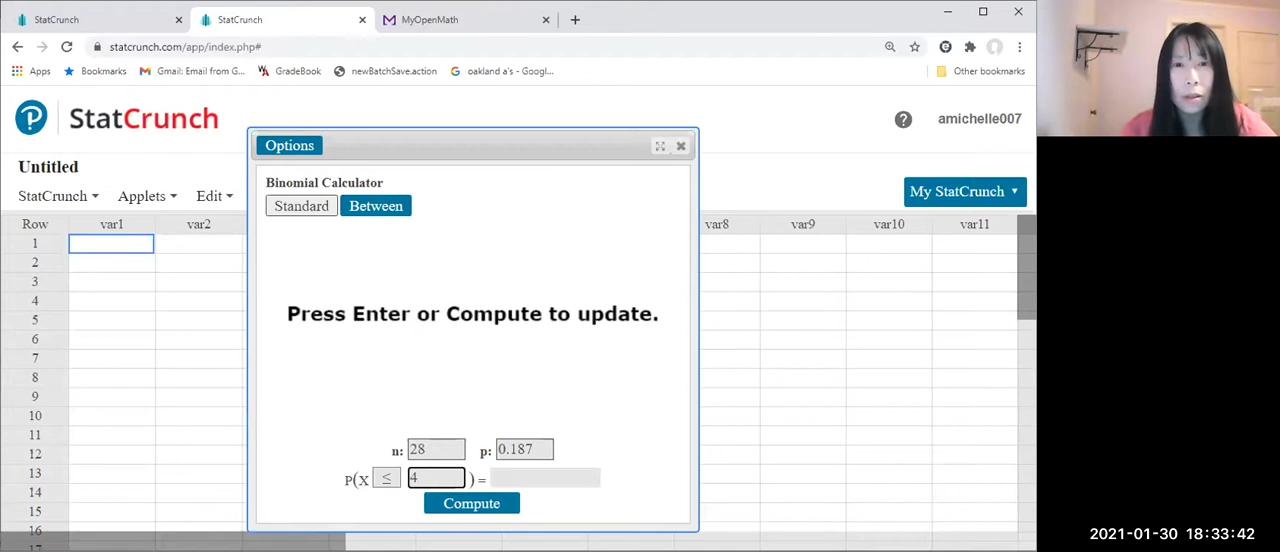 StatCrunch
StatCrunch
MyOpenMath
statcrunch.com/app/index.php#
Apps
Bookmarks
Gmail: Email from G...
GradeBook
newBatchSave.action
oakland a's - Googl...
Other bookmarks
P StatCrunch
amichelle007
Untitled
StatCrunch
Applets
Edit
My StatCrunch
Options
Binomial Calculator
Standard
Between
Press Enter or Compute to update.
n: 28 p: 0.187
P(X ≤ 4 ) =
Compute
Row var1 var2 var8 var9 var10 var11
1
2
3
4
5
6
7
8
9
10
11
12
13
14
15
16
17
2021-01-30 18:33:42